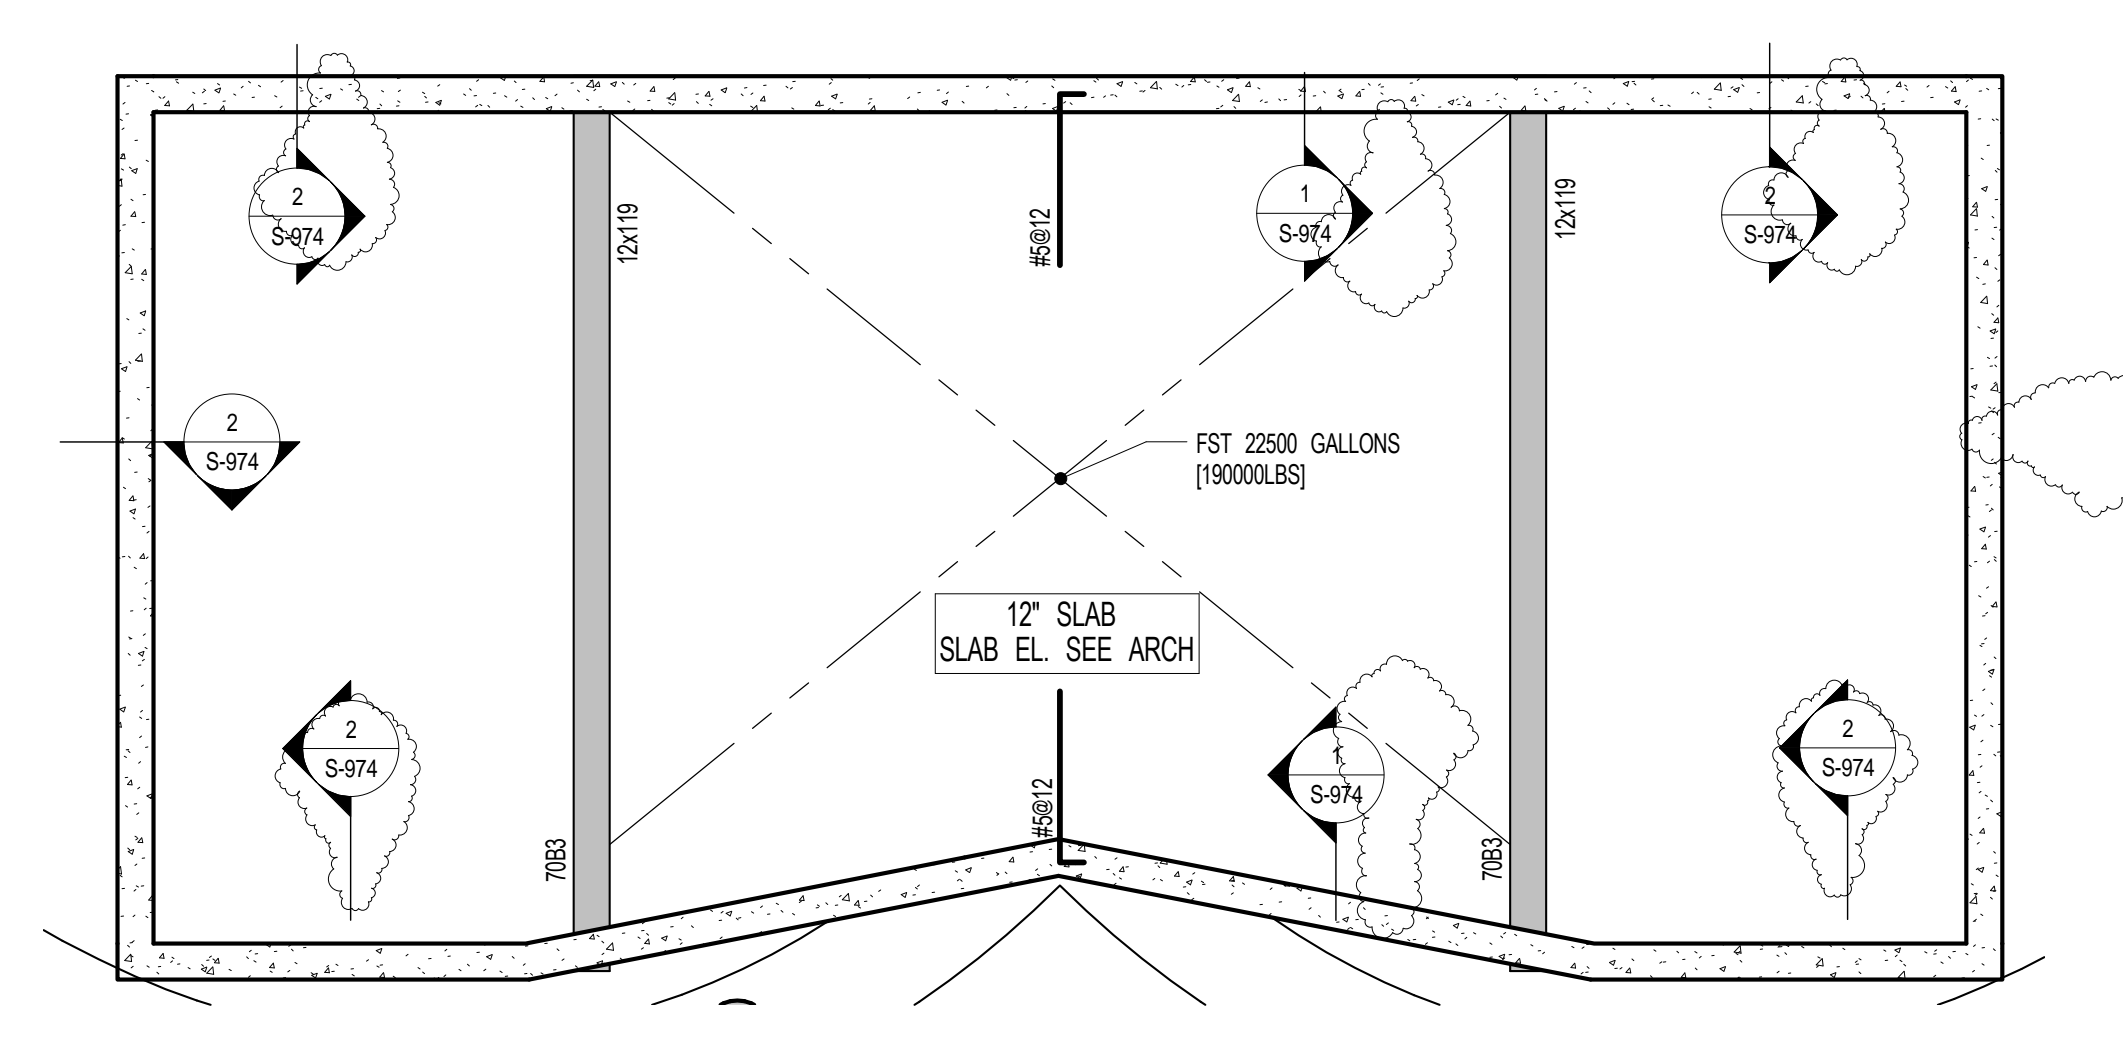 2
S-974
1
S-974
2
S-974
12x119
#5@12
12x119
2
S-974
FST 22500 GALLONS
[190000LBS]
12" SLAB
SLAB EL. SEE ARCH
2
S-974
1
S-974
2
S-974
70B3
#5@12
70B3